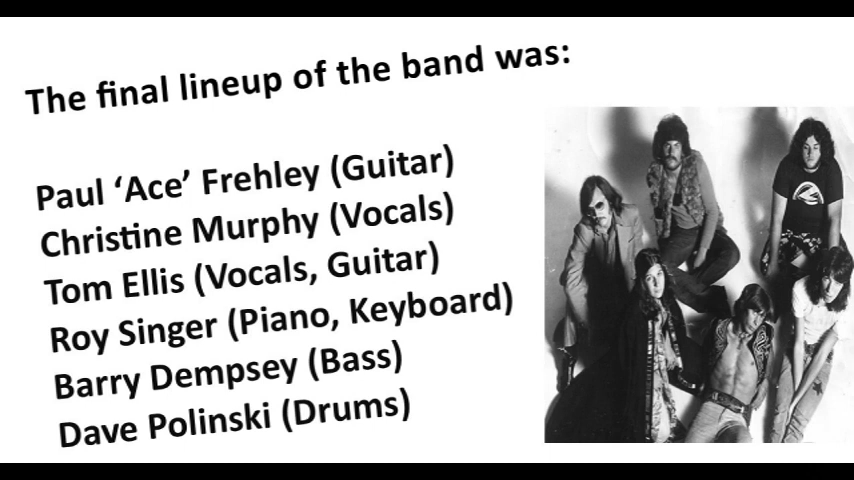 The final lineup of the band was:
Paul ‘Ace’ Frehley (Guitar)
Christine Murphy (Vocals)
Tom Ellis (Vocals, Guitar)
Roy Singer (Piano, Keyboard)
Barry Dempsey (Bass)
Dave Polinski (Drums)